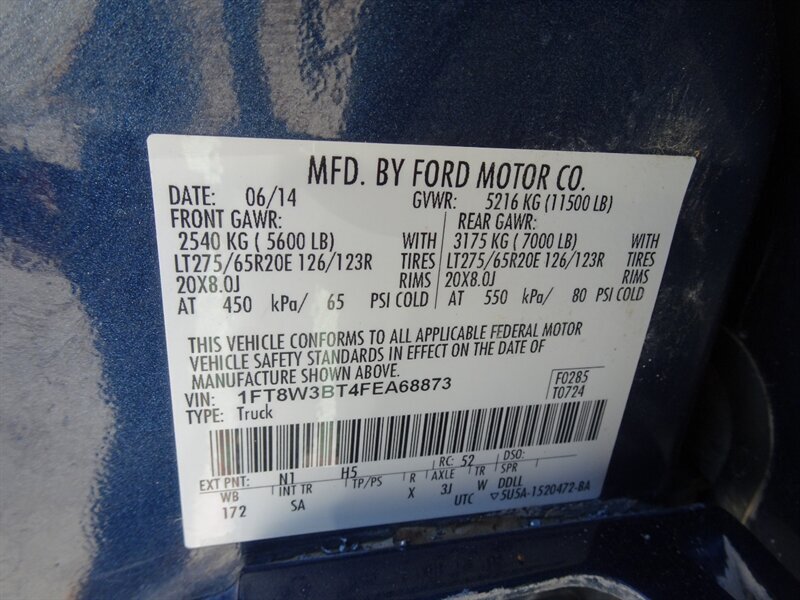 MFD. BY FORD MOTOR CO.
DATE: 06/14 GVWR: 5216 KG (11500 LB)
FRONT GAWR: REAR GAWR:
2540 KG ( 5600 LB) WITH 3175 KG ( 7000 LB) WITH
LT275/65R20E 126/123R TIRES LT275/65R20E 126/123R TIRES
20X8.0J RIMS 20X8.0J RIMS
AT 450 kPa/ 65 PSI COLD AT 550 kPa/ 80 PSI COLD
THIS VEHICLE CONFORMS TO ALL APPLICABLE FEDERAL MOTOR
VEHICLE SAFETY STANDARDS IN EFFECT ON THE DATE OF
MANUFACTURE SHOWN ABOVE.
VIN: 1FT8W3BT4FEA68873 F0285
TYPE: Truck T0724
EXT PNT: N1 H5 RC: 52 DSO:
WB INT TR TP/PS R AXLE TR SPR
172 SA X 3J W DDLL
UTC ▽5U5A-1520472-BA